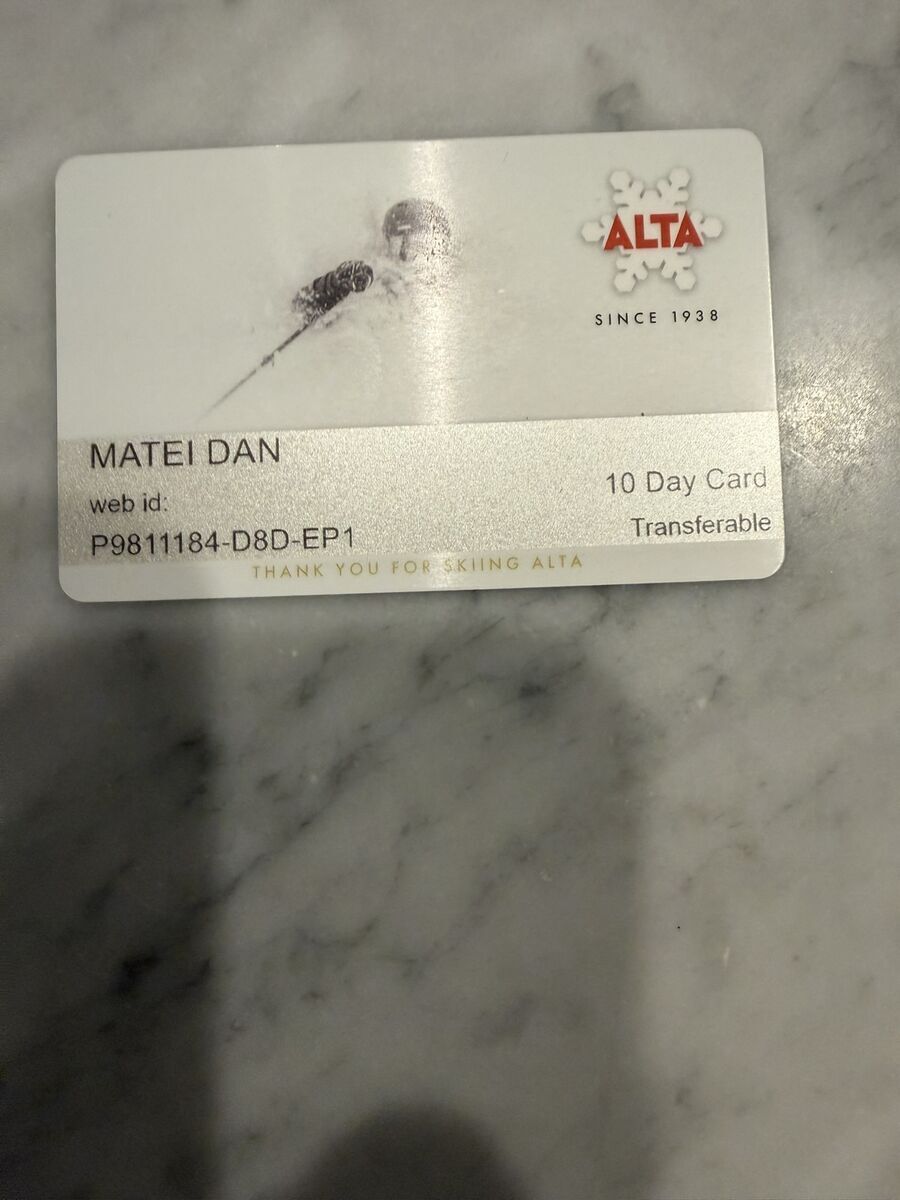 ALTA
SINCE 1938
MATEI DAN
web id:
P9811184-D8D-EP1
10 Day Card
Transferable
THANK YOU FOR SKIING ALTA